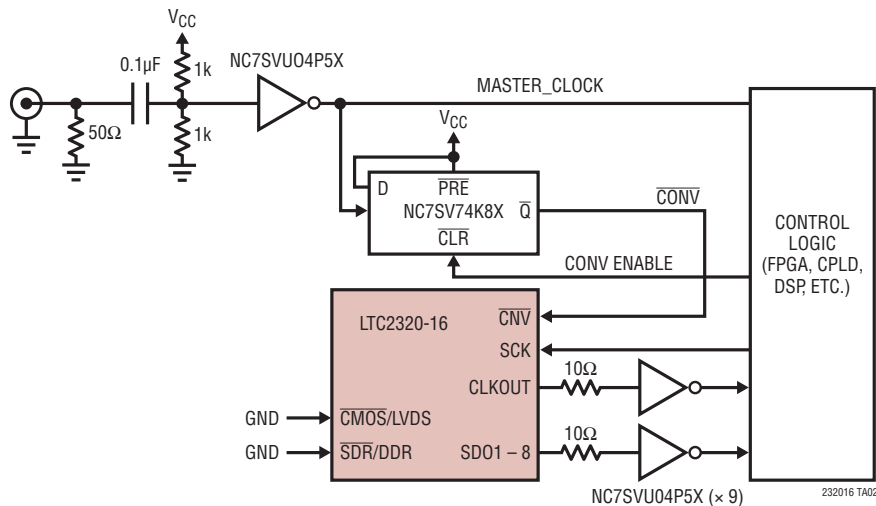 VCC
0.1µF
1k
NC7SVUO4P5X
MASTER_CLOCK
50Ω
1k
VCC
D
PRE
NC7SV74K8X
Q
CLR
CONV
CONV ENABLE
CONTROL
LOGIC
(FPGA, CPLD,
DSP, ETC.)
LTC2320-16
CNV
SCK
CLKOUT
10Ω
GND
CMOS/LVDS
GND
SDR/DDR
SDO1 – 8
10Ω
NC7SVU04P5X (× 9)
232016 TA02